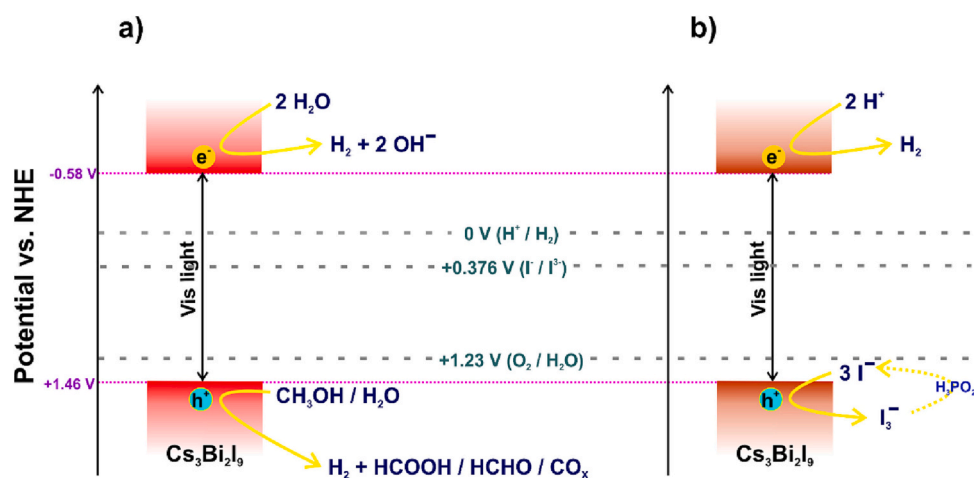 a)
b)
Potential vs. NHE
2 H₂O
H₂ + 2 OH⁻
e⁻
-0.58 V
Vis light
0 V (H⁺ / H₂)
+0.376 V (I⁻ / I³⁻)
+1.23 V (O₂ / H₂O)
+1.46 V
h⁺
CH₃OH / H₂O
Cs₃Bi₂I₉
H₂ + HCOOH / HCHO / COₓ
2 H⁺
H₂
e⁻
Vis light
3 I⁻
H₃PO₂
h⁺
I₃⁻
Cs₃Bi₂I₉